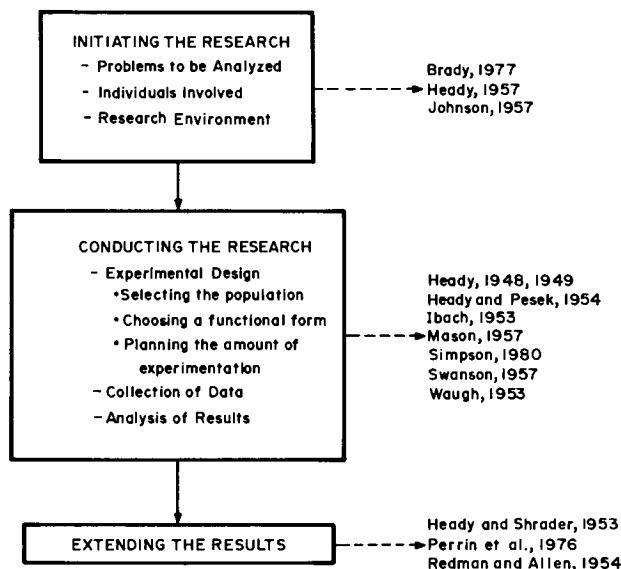 INITIATING THE RESEARCH
- Problems to be Analyzed
- Individuals Involved
- Research Environment
Brady, 1977
Heady, 1957
Johnson, 1957
CONDUCTING THE RESEARCH
- Experimental Design
•Selecting the population
•Choosing a functional form
•Planning the amount of
experimentation
- Collection of Data
- Analysis of Results
Heady, 1948, 1949
Heady and Pesek, 1954
Ibach, 1953
Mason, 1957
Simpson, 1980
Swanson, 1957
Waugh, 1953
EXTENDING THE RESULTS
Heady and Shrader, 1953
Perrin et al., 1976
Redman and Allen, 1954